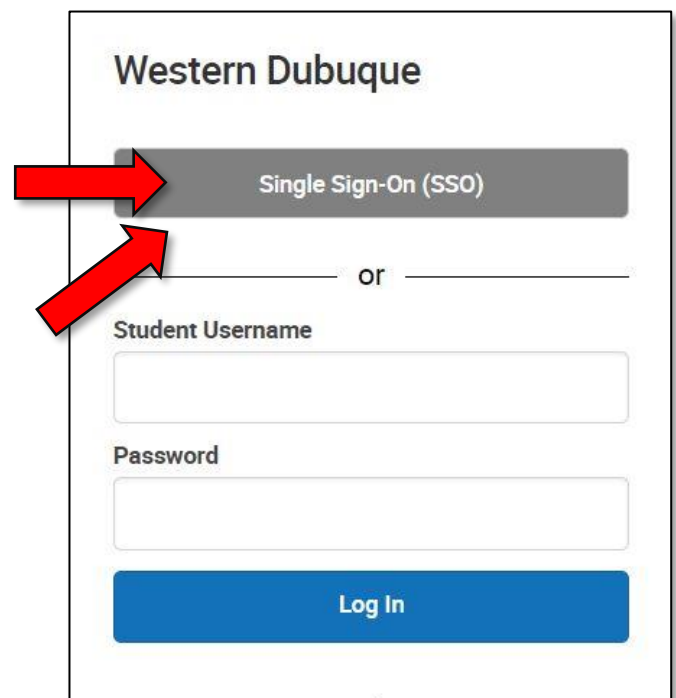 Western Dubuque
Single Sign-On (SSO)
or
Student Username
Password
Log In